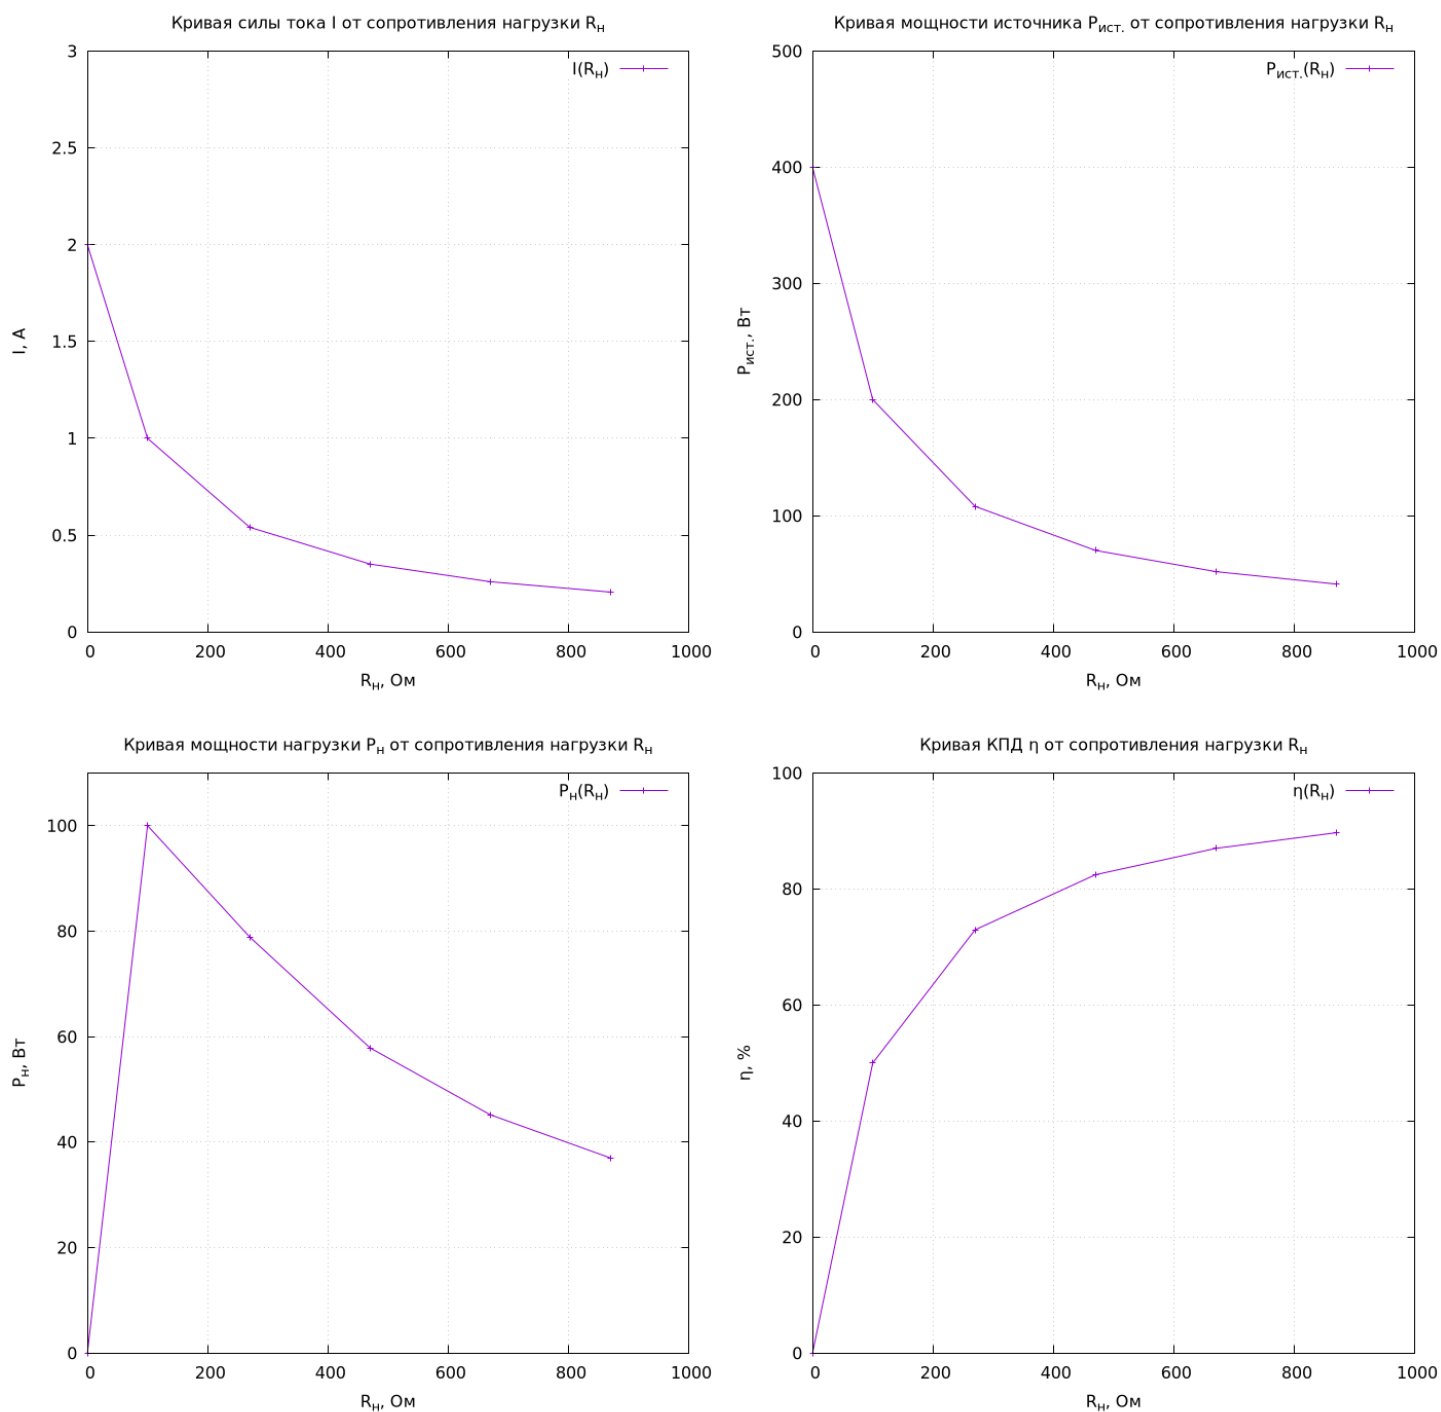 Кривая силы тока I от сопротивления нагрузки Rн
I(Rн)
3
2.5
2
1.5
1
0.5
0
I, А
0 200 400 600 800 1000
Rн, Ом
Кривая мощности источника Pист. от сопротивления нагрузки Rн
Pист.(Rн)
500
400
300
200
100
0
Pист., Вт
0 200 400 600 800 1000
Rн, Ом
Кривая мощности нагрузки Pн от сопротивления нагрузки Rн
Pн(Rн)
100
80
60
40
20
0
Pн, Вт
0 200 400 600 800 1000
Rн, Ом
Кривая КПД η от сопротивления нагрузки Rн
η(Rн)
100
80
60
40
20
0
η, %
0 200 400 600 800 1000
Rн, Ом